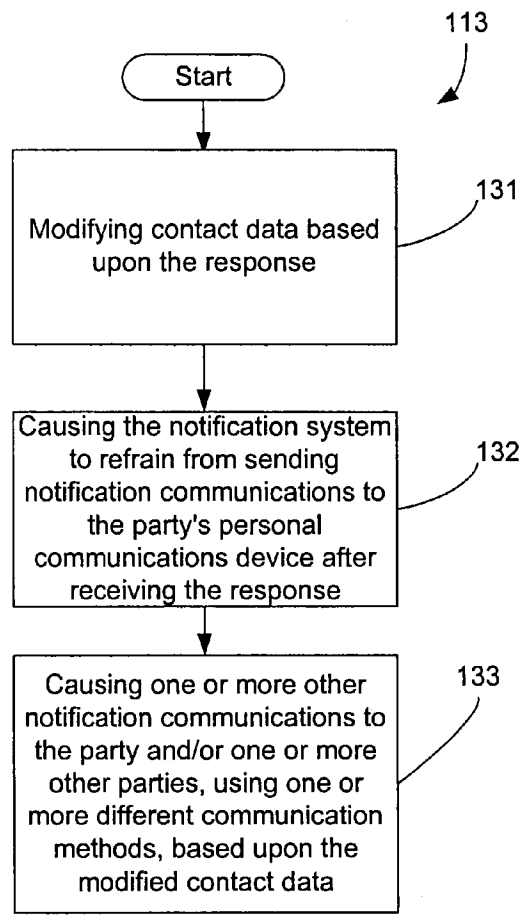 113
Start
131
Modifying contact data based
upon the response
132
Causing the notification system
to refrain from sending
notification communications to
the party's personal
communications device after
receiving the response
133
Causing one or more other
notification communications to
the party and/or one or more
other parties, using one or
more different communication
methods, based upon the
modified contact data